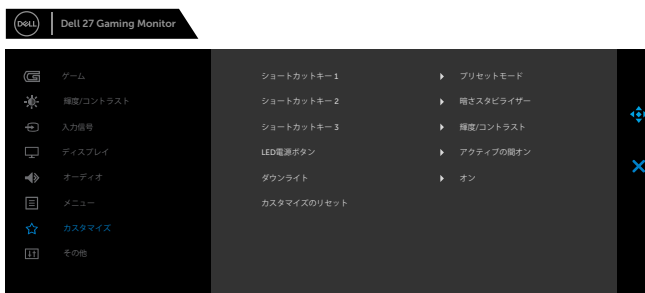 DELL
Dell 27 Gaming Monitor
ゲーム
輝度/コントラスト
入力信号
ディスプレイ
オーディオ
メニュー
カスタマイズ
その他
ショートカットキー 1 プリセットモード
ショートカットキー 2 暗さスタビライザー
ショートカットキー 3 輝度/コントラスト
LED電源ボタン アクティブの間オン
ダウンライト オン
カスタマイズのリセット